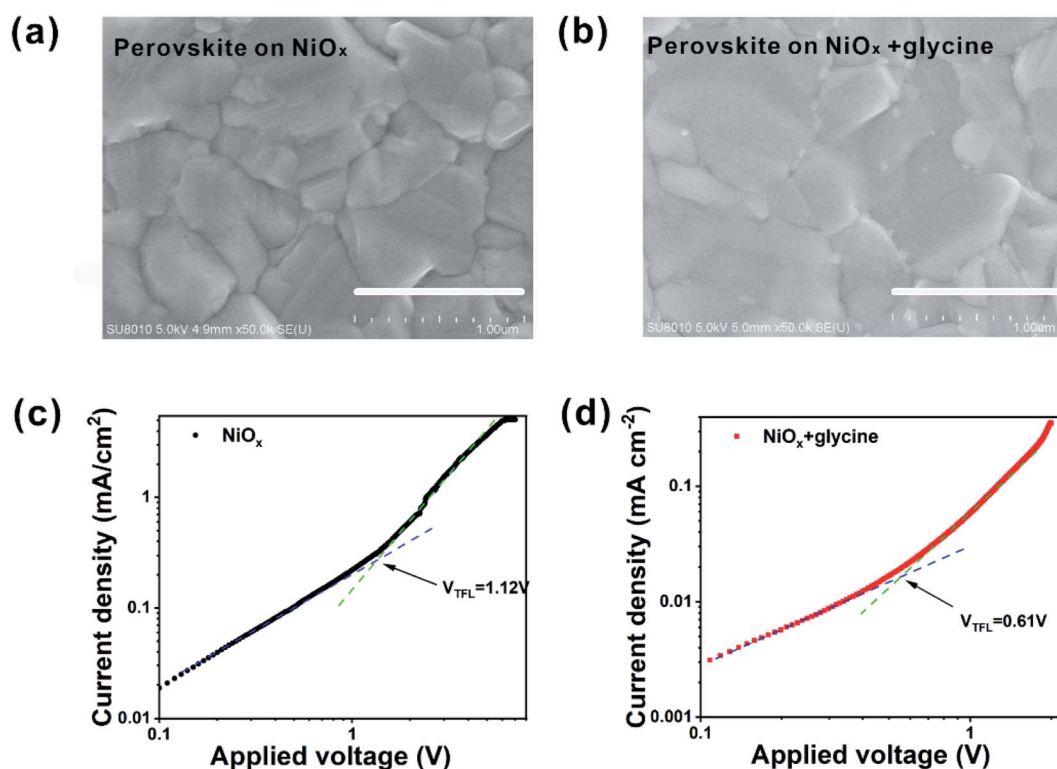 (a)
Perovskite on NiOₓ
SU8010 5.0kV 4.9mm x50.0k SE(U)
1.00um
(b)
Perovskite on NiOₓ +glycine
SU8010 5.0kV 5.0mm x50.0k SE(U)
1.00um
(c)
NiOₓ
1
0.1
0.01
0.1
1
Current density (mA/cm²)
Applied voltage (V)
V_TFL=1.12V
(d)
NiOₓ+glycine
0.1
0.01
0.001
0.1
1
Current density (mA cm⁻²)
Applied voltage (V)
V_TFL=0.61V